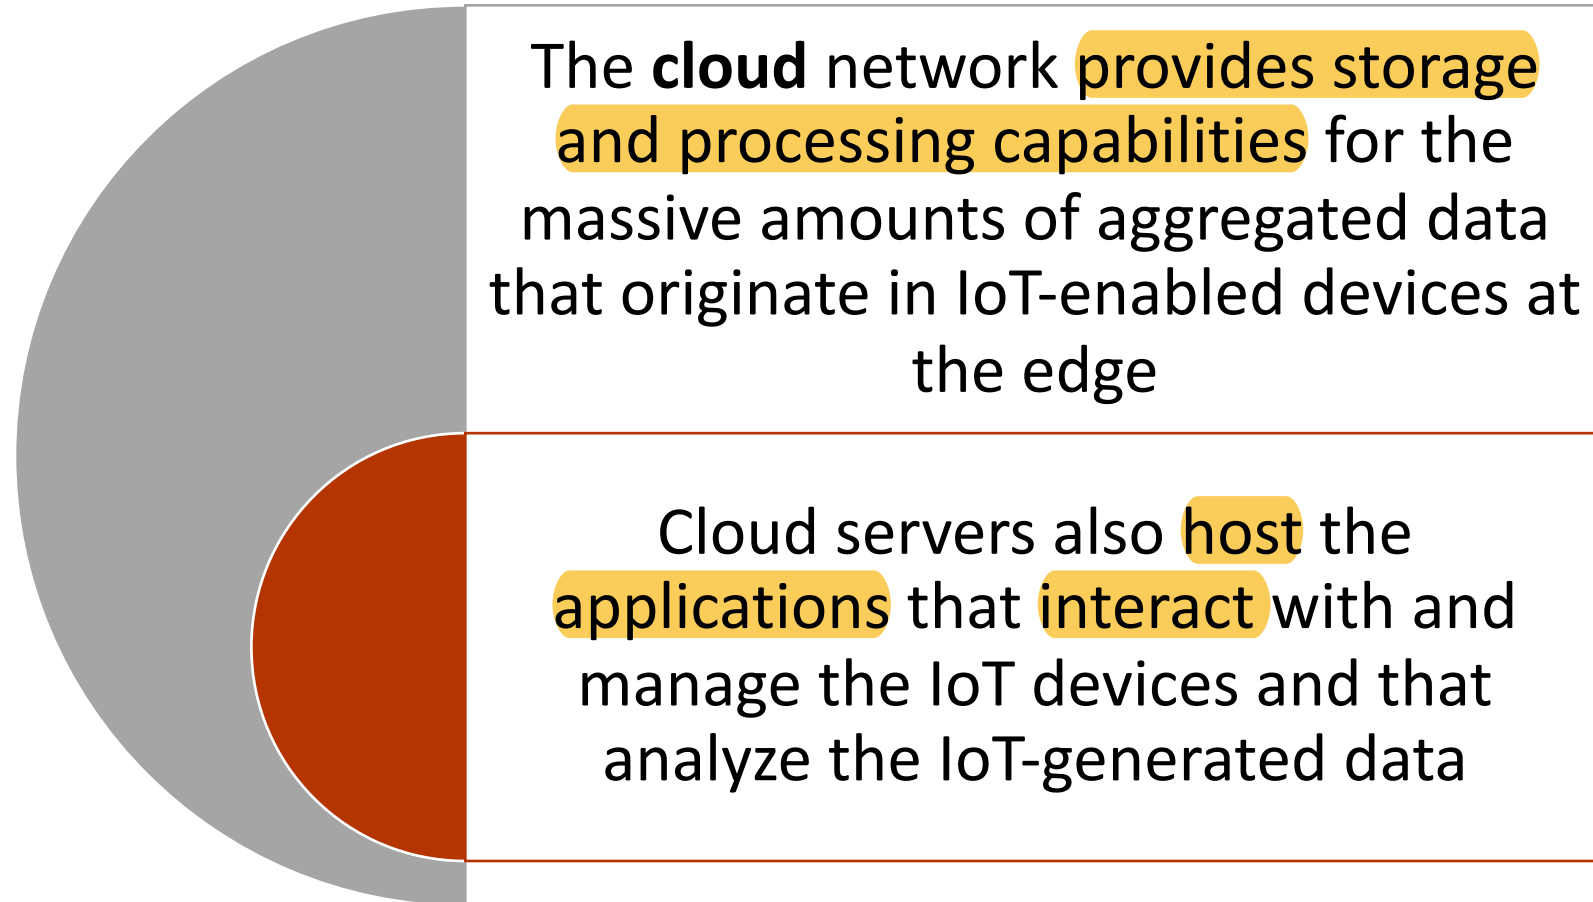 The cloud network provides storage
and processing capabilities for the
massive amounts of aggregated data
that originate in IoT-enabled devices at
the edge
Cloud servers also host the
applications that interact with and
manage the IoT devices and that
analyze the IoT-generated data